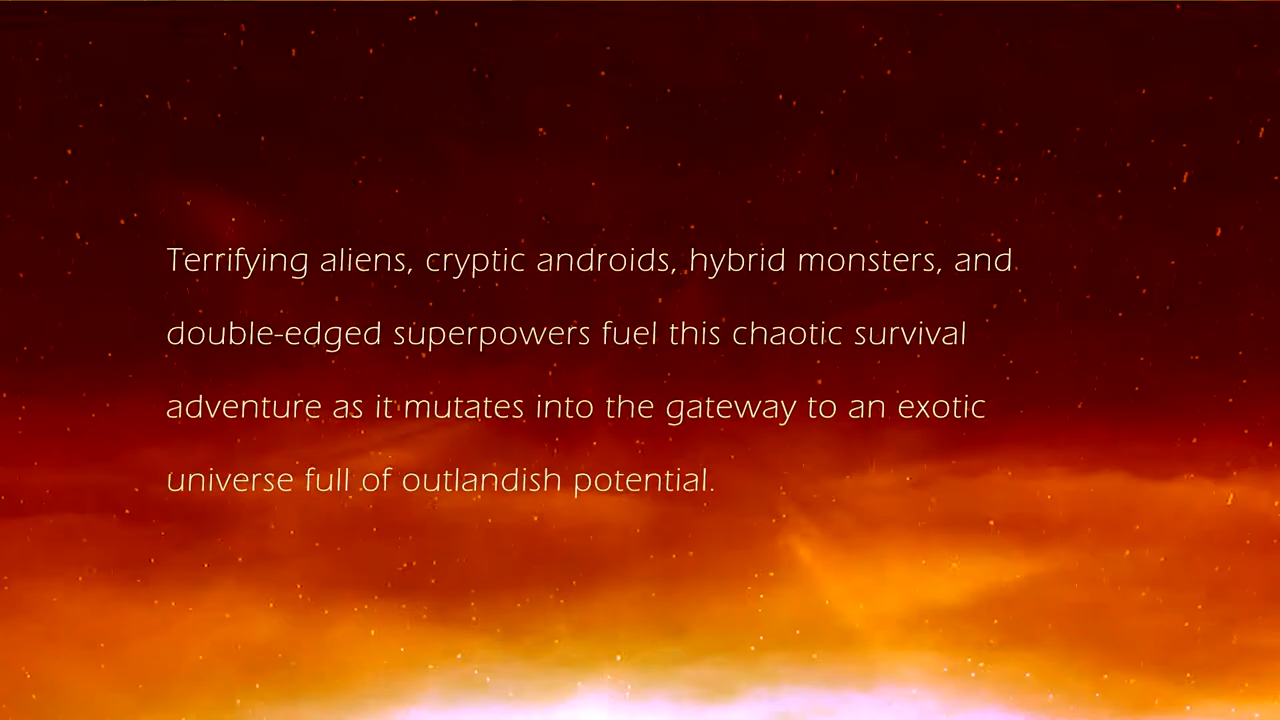 Terrifying aliens, cryptic androids, hybrid monsters, and
double-edged superpowers fuel this chaotic survival
adventure as it mutates into the gateway to an exotic
universe full of outlandish potential.